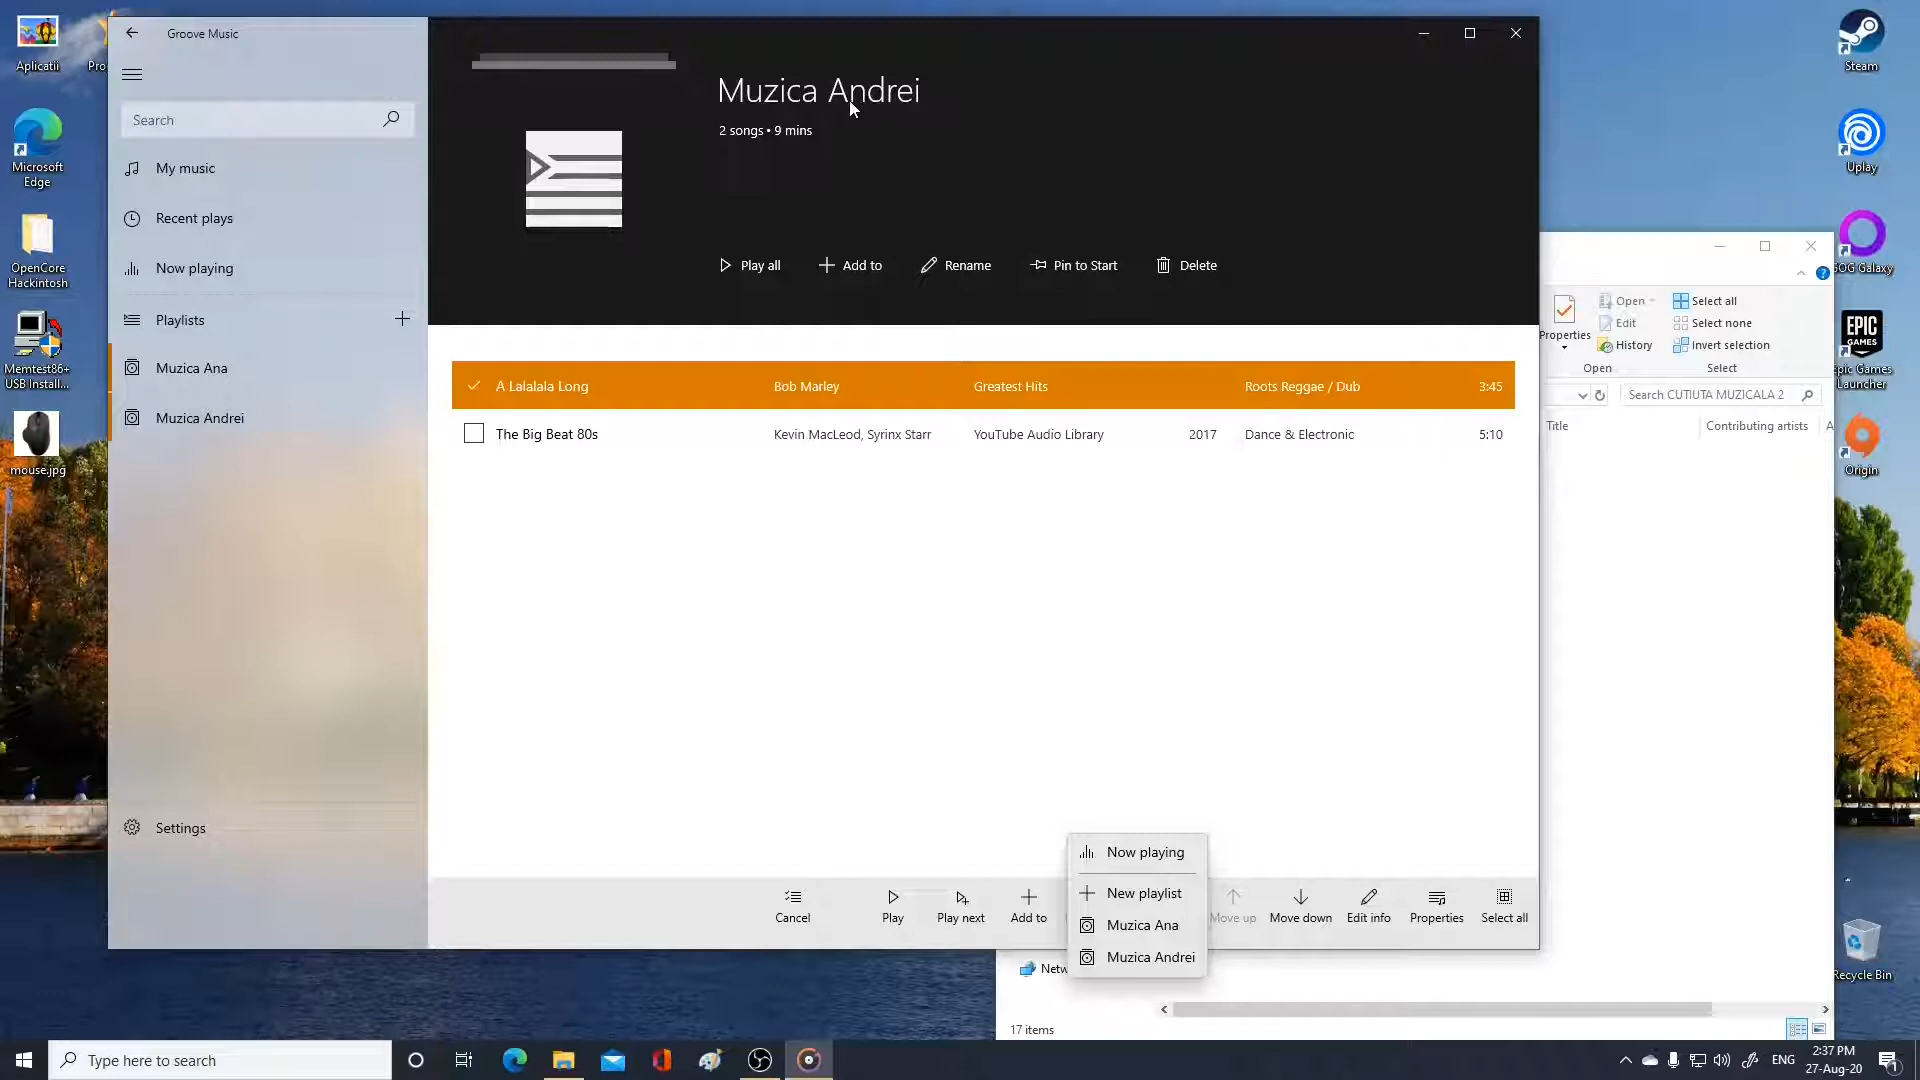 Aplicatii
Pro
Microsoft
Edge
OpenCore
Hackintosh
Memtest86+
USB Install...
mouse.jpg
Groove Music
Search
My music
Recent plays
Now playing
Playlists
Muzica Ana
Muzica Andrei
Settings
Muzica Andrei
2 songs • 9 mins
Play all
Add to
Rename
Pin to Start
Delete
A Lalalala Long Bob Marley Greatest Hits Roots Reggae / Dub 3:45
The Big Beat 80s Kevin MacLeod, Syrinx Starr YouTube Audio Library 2017 Dance & Electronic 5:10
Cancel
Play
Play next
Add to
Now playing
New playlist
Muzica Ana
Muzica Andrei
Move up
Move down
Edit info
Properties
Select all
Properties
Open
Edit
History
Open
Select all
Select none
Invert selection
Select
Search CUTIUTA MUZICALA 2
Title
Contributing artists
A
Netw
17 items
Steam
Uplay
GOG Galaxy
EPIC
GAMES
Epic Games
Launcher
Origin
Recycle Bin
Type here to search
ENG
2:37 PM
27-Aug-20
1